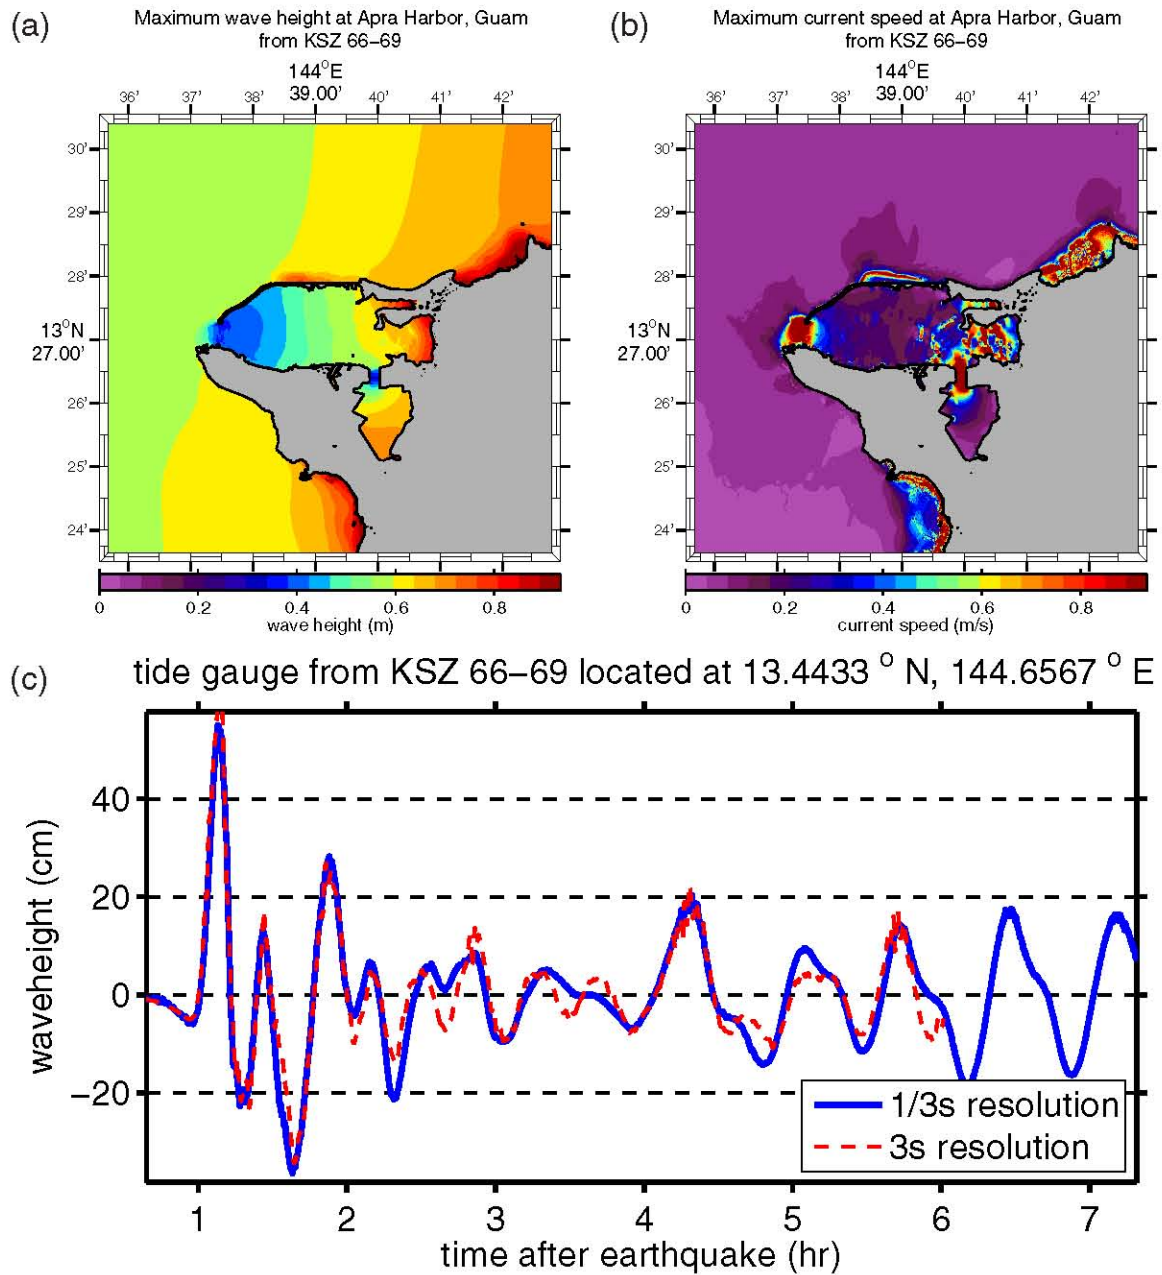 (a)
Maximum wave height at Apra Harbor, Guam
from KSZ 66–69
144°E
36' 37' 38' 39.00' 40' 41' 42'
30'
29'
28'
13°N
27.00'
26'
25'
24'
0 0.2 0.4 0.6 0.8
wave height (m)
(b)
Maximum current speed at Apra Harbor, Guam
from KSZ 66–69
144°E
36' 37' 38' 39.00' 40' 41' 42'
30'
29'
28'
13°N
27.00'
26'
25'
24'
0 0.2 0.4 0.6 0.8
current speed (m/s)
(c)
tide gauge from KSZ 66–69 located at 13.4433 ° N, 144.6567 ° E
waveheight (cm)
40
20
0
−20
1/3s resolution
3s resolution
1 2 3 4 5 6 7
time after earthquake (hr)